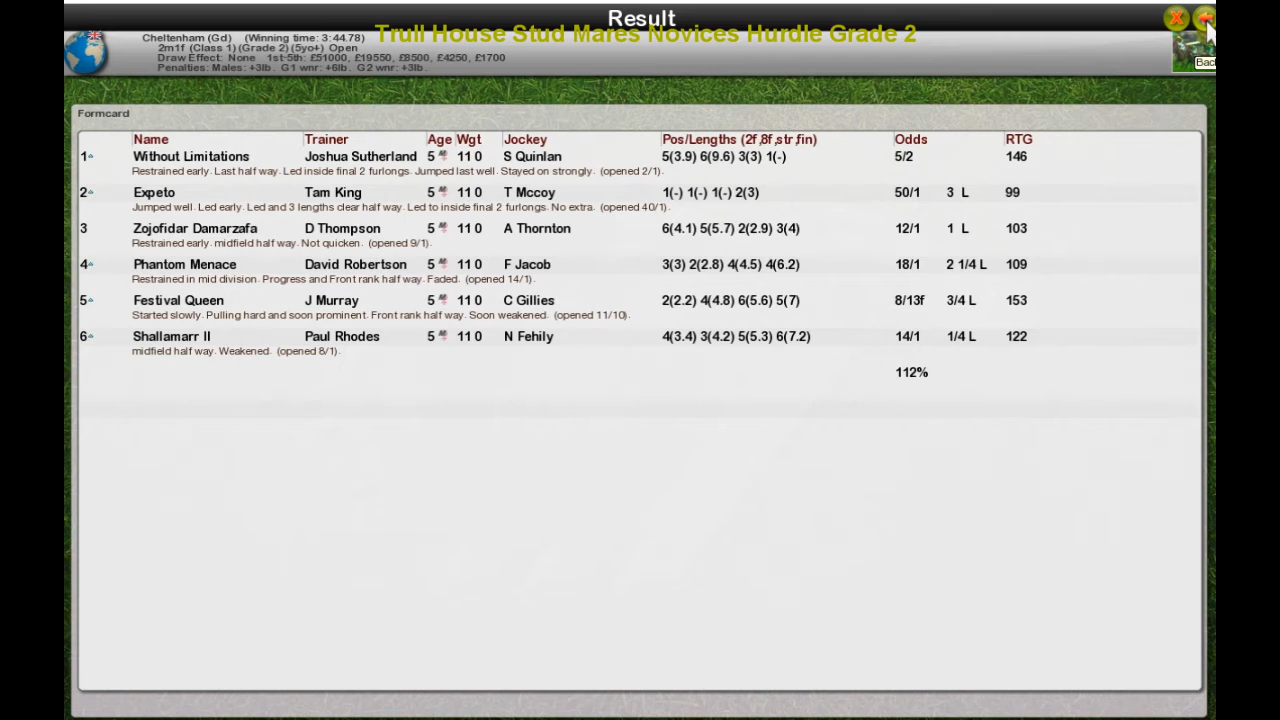 Result
Trull House Stud Mares Novices Hurdle Grade 2
Cheltenham (Gd) (Winning time: 3:44.78)
2m1f (Class 1) (Grade 2) (5yo+) Open
Draw Effect: None 1st-5th: £51000, £19550, £8500, £4250, £1700
Penalties: Males: +3lb. G1 wnr: +6lb. G2 wnr: +3lb.
Back
Formcard
Name Trainer Age Wgt Jockey Pos/Lengths (2f,8f,str,fin) Odds RTG
1 Without Limitations Joshua Sutherland 5 11 0 S Quinlan 5(3.9) 6(9.6) 3(3) 1(-) 5/2 146
Restrained early. Last half way. Led inside final 2 furlongs. Jumped last well. Stayed on strongly. (opened 2/1).
2 Expeto Tam King 5 11 0 T Mccoy 1(-) 1(-) 1(-) 2(3) 50/1 3 L 99
Jumped well. Led early. Led and 3 lengths clear half way. Led to inside final 2 furlongs. No extra. (opened 40/1).
3 Zojofidar Damarzafa D Thompson 5 11 0 A Thornton 6(4.1) 5(5.7) 2(2.9) 3(4) 12/1 1 L 103
Restrained early. midfield half way. Not quicken. (opened 9/1).
4 Phantom Menace David Robertson 5 11 0 F Jacob 3(3) 2(2.8) 4(4.5) 4(6.2) 18/1 2 1/4 L 109
Restrained in mid division. Progress and Front rank half way. Faded. (opened 14/1).
5 Festival Queen J Murray 5 11 0 C Gillies 2(2.2) 4(4.8) 6(5.6) 5(7) 8/13f 3/4 L 153
Started slowly. Pulling hard and soon prominent. Front rank half way. Soon weakened. (opened 11/10).
6 Shallamarr II Paul Rhodes 5 11 0 N Fehily 4(3.4) 3(4.2) 5(5.3) 6(7.2) 14/1 1/4 L 122
midfield half way. Weakened. (opened 8/1).
112%